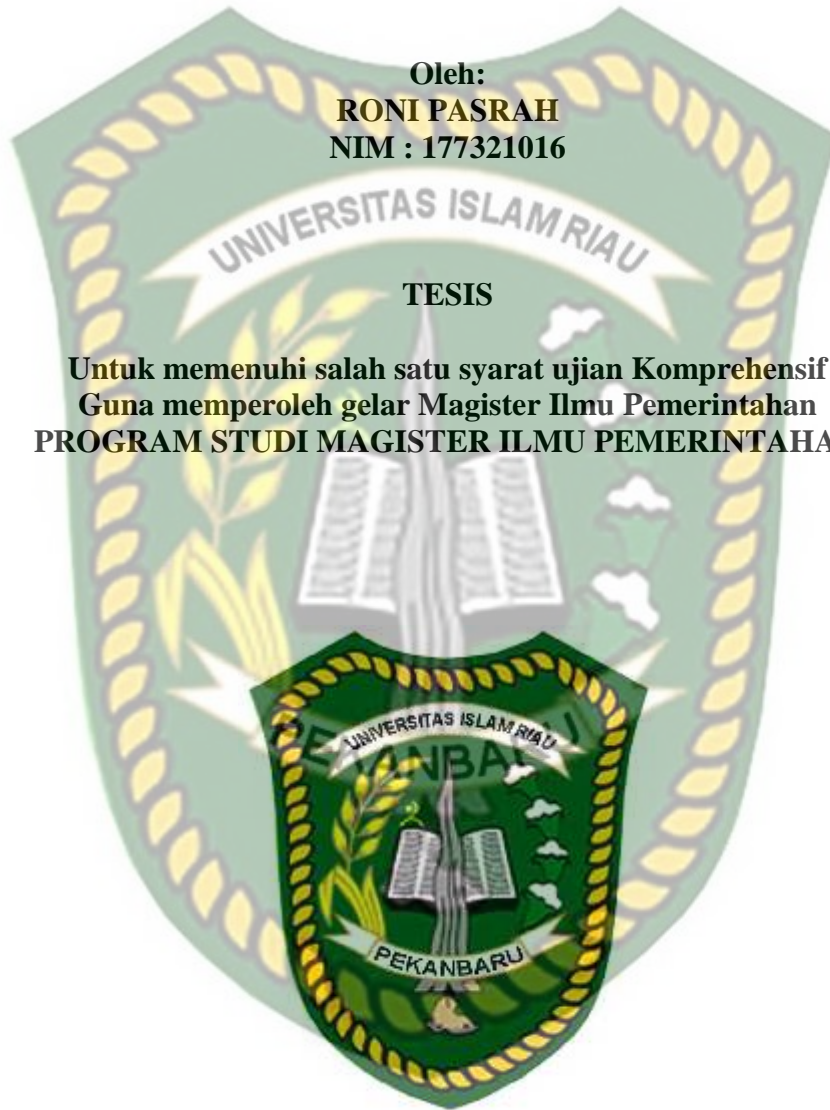 Oleh:
RONI PASRAH
NIM : 177321016
UNIVERSITAS ISLAM RIAU
TESIS
Untuk memenuhi salah satu syarat ujian Komprehensif
Guna memperoleh gelar Magister Ilmu Pemerintahan
PROGRAM STUDI MAGISTER ILMU PEMERINTAHA
UNIVERSITAS ISLAM RIAU
PEKANBARU
PEKANBARU